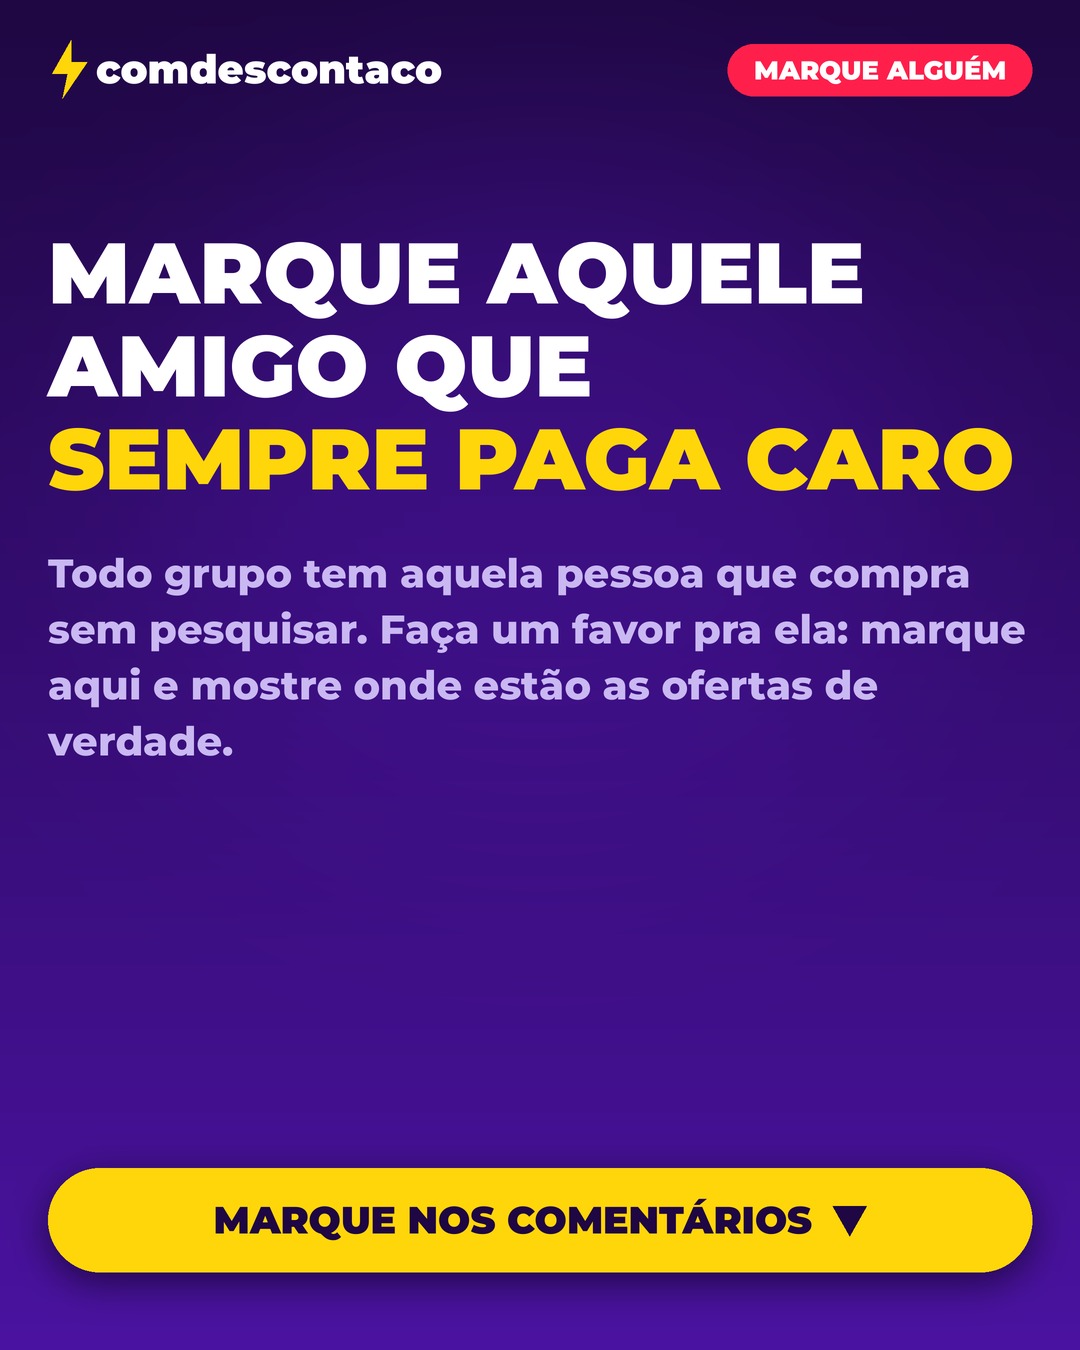 comdescontaco
MARQUE ALGUÉM
MARQUE AQUELE
AMIGO QUE
SEMPRE PAGA CARO
Todo grupo tem aquela pessoa que compra
sem pesquisar. Faça um favor pra ela: marque
aqui e mostre onde estão as ofertas de
verdade.
MARQUE NOS COMENTÁRIOS ▼